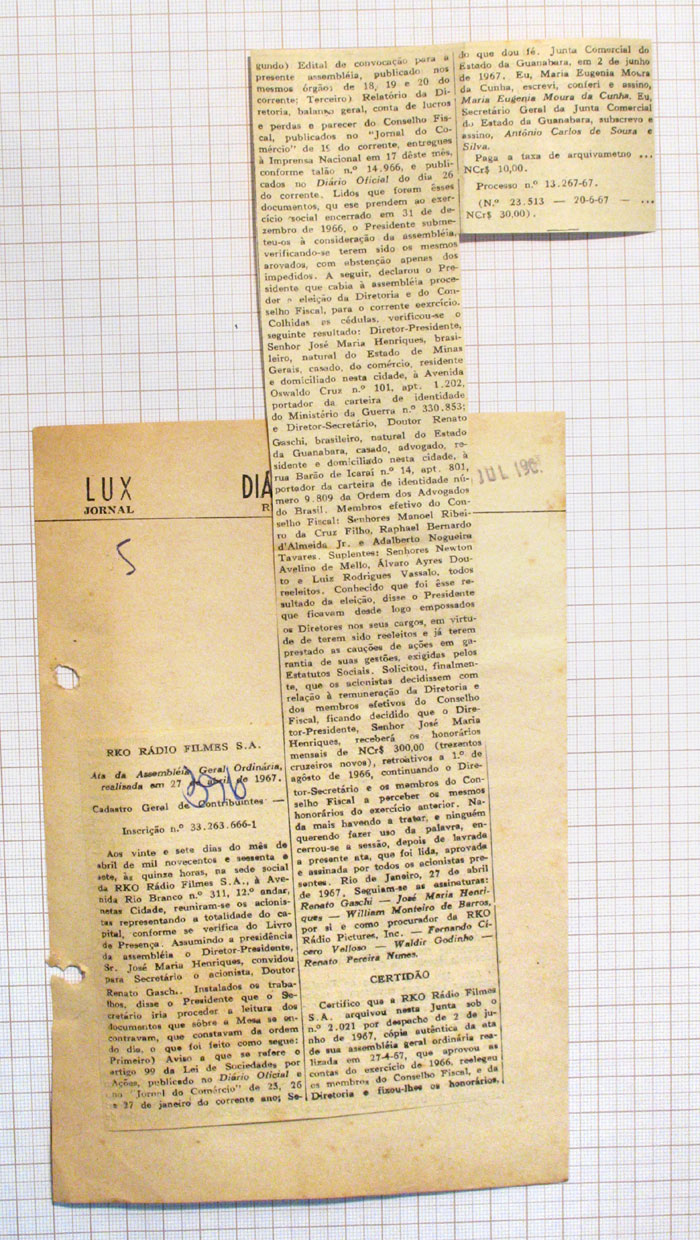 LUX
JORNAL
JUL 196
5
396
RKO RÁDIO FILMES S.A.
Ata da Assembléia Geral Ordinária,
realisada em 27 de abril de 1967.
Cadastro Geral de Contribuintes —
Inscrição n.º 33.263.666-1
Aos vinte e sete dias do mês de
abril de mil novecentos e sessenta e
sete, às quinze horas, na sede social
da RKO Rádio Filmes S.A., à Ave-
nida Rio Branco n.º 311, 12.º andar,
nesta Cidade, reuniram-se os acionis-
tas representando a totalidade do ca-
pital, conforme se verifica do Livro
de Presença. Assumindo a presidência
da assembléia o Diretor-Presidente,
Sr. José Maria Henriques, convidou
para Secretário o acionista, Doutor
Renato Gasch.. Instalados os traba-
lhos, disse o Presidente que o Se-
cretário iria proceder a leitura dos
documentos que sôbre a Mesa se en-
contravam, que constavam da ordem
do dia, o que foi feito como segue:
Primeiro) Aviso a que se refere o
artigo 99 da Lei de Sociedades por
Ações, publicado no Diário Oficial e
no "Jornal do Comércio" de 25, 26
e 27 de janeiro do corrente ano; Se-
gundo) Edital de convocação para a
presente assembléia, publicado nos
mesmos órgãos de 18, 19 e 20 do
corrente; Terceiro) Relatório da Di-
retoria, balanço geral, conta de lucros
e perdas e parecer do Conselho Fis-
cal, publicados no "Jornal do Co-
mércio" de 15 do corrente, entregues
à Imprensa Nacional em 17 dêste mês,
conforme talão n.º 14.966, e publi-
cados no Diário Oficial do dia 26
do corrente. Lidos que foram êsses
documentos, qu ese prendem ao exer-
cício social encerrado em 31 de de-
zembro de 1966, o Presidente subme-
teu-os à consideração da assembléia,
verificando-se terem sido os mesmos
arovados, com abstenção apenas dos
impedidos. A seguir, declarou o Pre-
sidente que cabia à assembléia proce-
der a eleição da Diretoria e do Con-
selho Fiscal, para o corrente eexrcício.
Colhidas as cédulas, verificou-se o
seguinte resultado: Diretor-Presidente,
Senhor José Maria Henriques, brasi-
leiro, natural do Estado de Minas
Gerais, casado, do comércio, residente
e domiciliado nesta cidade, à Avenida
Oswaldo Cruz n.º 101, apt. 1.202,
portador da carteira de identidade
do Ministério da Guerra n.º 330.853;
e Diretor-Secretário, Doutor Renato
Gaschi, brasileiro, natural do Estado
da Guanabara, casado, advogado, re-
sidente e domiciliado nesta cidade, à
rua Barão de Icaraí n.º 14, apt. 801,
portador da carteira de identidade nú-
mero 9.809 da Ordem dos Advogados
do Brasil. Membros efetivo do Con-
selho Fiscal: Senhores Manoel Ribei-
ro da Cruz Filho, Raphael Bernardo
d'Almeida Jr. e Adalberto Nogueira
Tavares. Suplentes: Senhores Newton
Avelino de Mello, Álvaro Ayres Dou-
to e Luiz Rodrigues Vassalo, todos
reeleitos. Conhecido que foi êsse re-
sultado da eleição, disse o Presidente
que ficavam desde logo empossados
os Diretores nos seus cargos, em virtu-
de de terem sido reeleitos e já terem
prestado as cauções de ações em ga-
rantia de suas gestões, exigidas pelos
Estatutos Sociais. Solicitou, finalmen-
te, que os acionistas decidissem com
relação à remuneração da Diretoria e
dos membros efetivos do Conselho
Fiscal, ficando decidido que o Dire-
tor-Presidente, Senhor José Maria
Henriques, receberá os honorários
mensais de NCr$ 300,00 (trezentos
cruzeiros novos), retroativos a 1.º de
agôsto de 1966, continuando o Dire-
tor-Secretário e os membros do Con-
selho Fiscal a perceber os mesmos
honorários do exercício anterior. Na-
da mais havendo a tratar, e ninguém
querendo fazer uso da palavra, en-
cerrou-se a sessão, depois de lavrada
a presente ata, que foi lida, aprovada
e assinada por todos os acionistas pre-
sentes. Rio de Janeiro, 27 de abril
de 1967. Seguiam-se as assinaturas:
Renato Gaschi — José Maria Henri-
ques — William Monteiro de Barros,
por si e como procurador da RKO
Rádio Pictures, Inc. — Fernando Ci-
cero Velloso — Waldir Godinho —
Renato Pereira Nunes.
CERTIDÃO
Certifico que a RKO Rádio Filmes
S.A. arquivou nesta Junta sob o
n.º 2.021 por despacho de 2 de ju-
nho de 1967, cópia autêntica da ata
de sua assembléia geral ordinária rea-
lizada em 27-4-67, que aprovou as
contas do exercício de 1966, reelegeu
os membros do Conselho Fiscal, e da
Diretoria e fixou-lhes os honorários,
do que dou fé. Junta Comercial do
Estado da Guanabara, em 2 de junho
de 1967. Eu, Maria Eugenia Moura
da Cunha, escrevi, conferi e assino,
Maria Eugenia Moura da Cunha. Eu,
Secretário Geral da Junta Comercial
do Estado da Guanabara, subscrevo e
assino, Antônio Carlos de Souza e
Silva.
Paga a taxa de arquivametno ...
NCr$ 10,00.
Processo n.º 13.267-67.
(N.º 23.513 — 20-6-67 — ...
NCr$ 30,00).